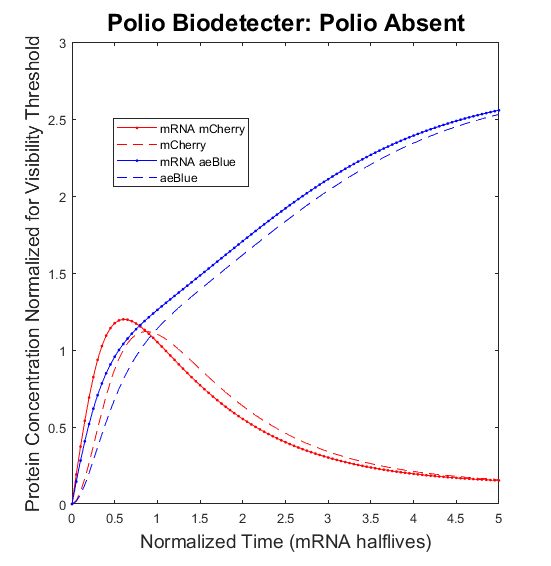 Polio Biodetecter: Polio Absent
Protein Concentration Normalized for Visibility Threshold
3
2.5
2
1.5
1
0.5
0
mRNA mCherry
mCherry
mRNA aeBlue
aeBlue
0 0.5 1 1.5 2 2.5 3 3.5 4 4.5 5
Normalized Time (mRNA halflives)